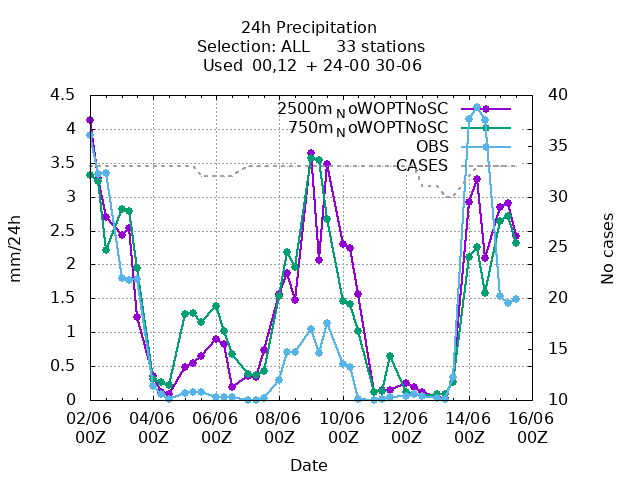 24h Precipitation
Selection: ALL     33 stations
Used  00,12  + 24-00 30-06
4.5
4
3.5
3
2.5
2
1.5
1
0.5
0
mm/24h
40
35
30
25
20
15
10
No cases
2500m N oWOPTNoSC
750m N oWOPTNoSC
OBS
CASES
02/06 04/06 06/06 08/06 10/06 12/06 14/06 16/06
00Z 00Z 00Z 00Z 00Z 00Z 00Z 00Z
Date